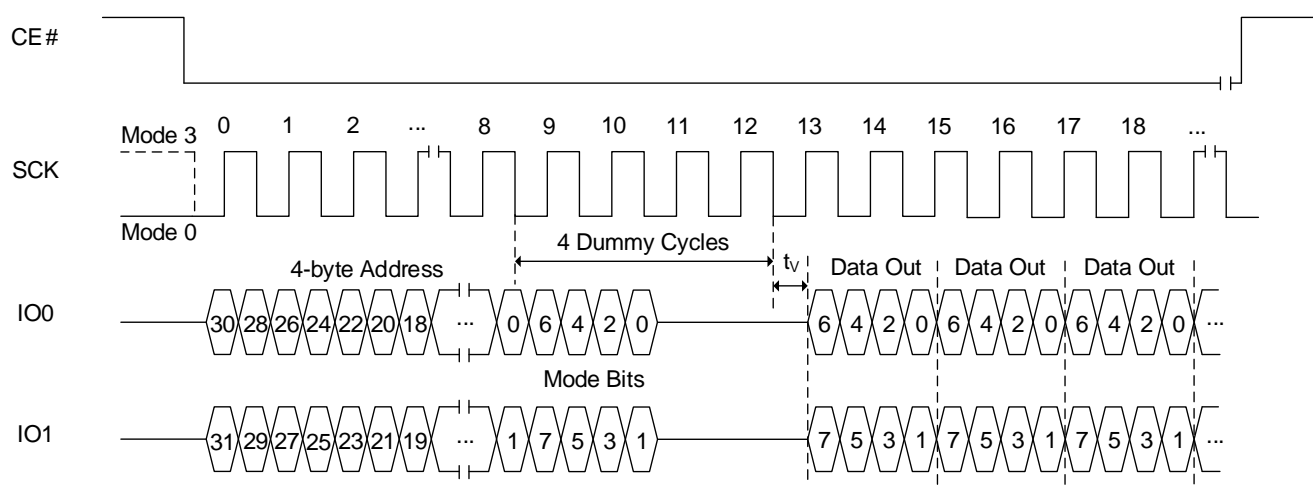 CE#
Mode 3
0 1 2 ... 8 9 10 11 12 13 14 15 16 17 18 ...
SCK
Mode 0
4 Dummy Cycles
4-byte Address
tV
Data Out Data Out Data Out
IO0
30 28 26 24 22 20 18 ... 0 6 4 2 0 6 4 2 0 6 4 2 0 6 4 2 0 ...
Mode Bits
IO1
31 29 27 25 23 21 19 ... 1 7 5 3 1 7 5 3 1 7 5 3 1 7 5 3 1 ...